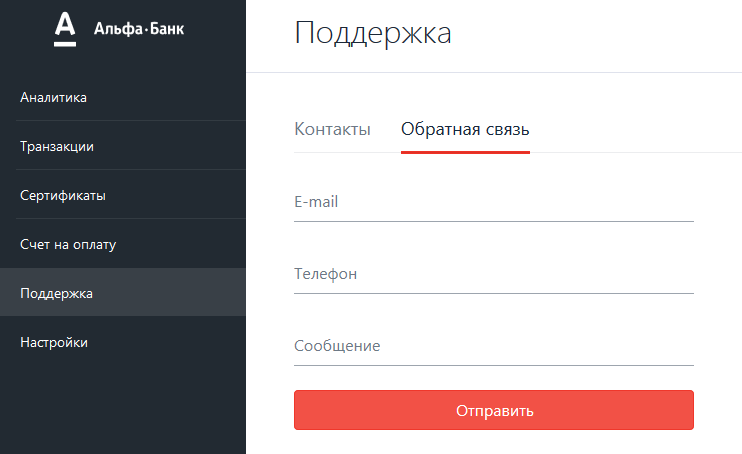 Альфа·Банк
Аналитика
Транзакции
Сертификаты
Счет на оплату
Поддержка
Настройки
Поддержка
Контакты
Обратная связь
E-mail
Телефон
Сообщение
Отправить